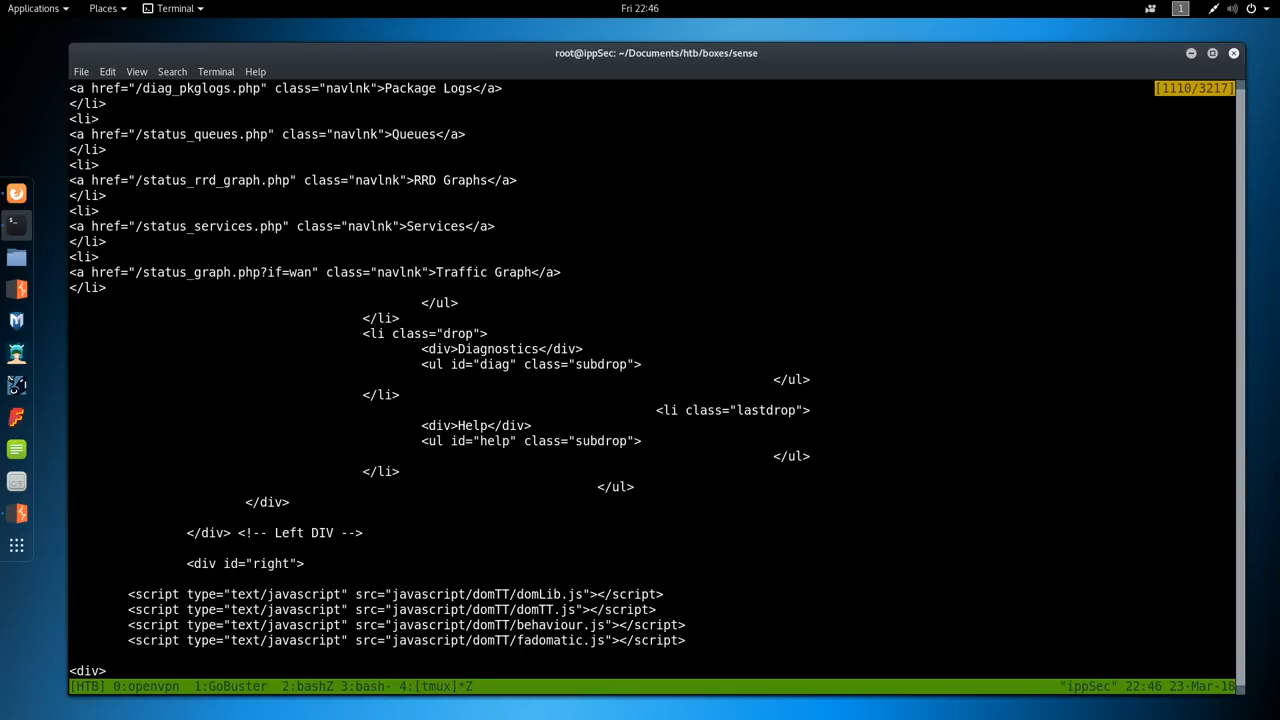 Applications Places Terminal Fri 22:46 1
root@ippSec: ~/Documents/htb/boxes/sense
File Edit View Search Terminal Help
<a href="/diag_pkglogs.php" class="navlnk">Package Logs</a> [1110/3217]
</li>
<li>
<a href="/status_queues.php" class="navlnk">Queues</a>
</li>
<li>
<a href="/status_rrd_graph.php" class="navlnk">RRD Graphs</a>
</li>
<li>
<a href="/status_services.php" class="navlnk">Services</a>
</li>
<li>
<a href="/status_graph.php?if=wan" class="navlnk">Traffic Graph</a>
</li>
</ul>
</li>
<li class="drop">
<div>Diagnostics</div>
<ul id="diag" class="subdrop">
</ul>
</li>
<li class="lastdrop">
<div>Help</div>
<ul id="help" class="subdrop">
</ul>
</li>
</ul>
</div>
</div> <!-- Left DIV -->
<div id="right">
<script type="text/javascript" src="javascript/domTT/domLib.js"></script>
<script type="text/javascript" src="javascript/domTT/domTT.js"></script>
<script type="text/javascript" src="javascript/domTT/behaviour.js"></script>
<script type="text/javascript" src="javascript/domTT/fadomatic.js"></script>
<div>
[HTB] 0:openvpn 1:GoBuster 2:bashZ 3:bash- 4:[tmux]*Z "ippSec" 22:46 23-Mar-18